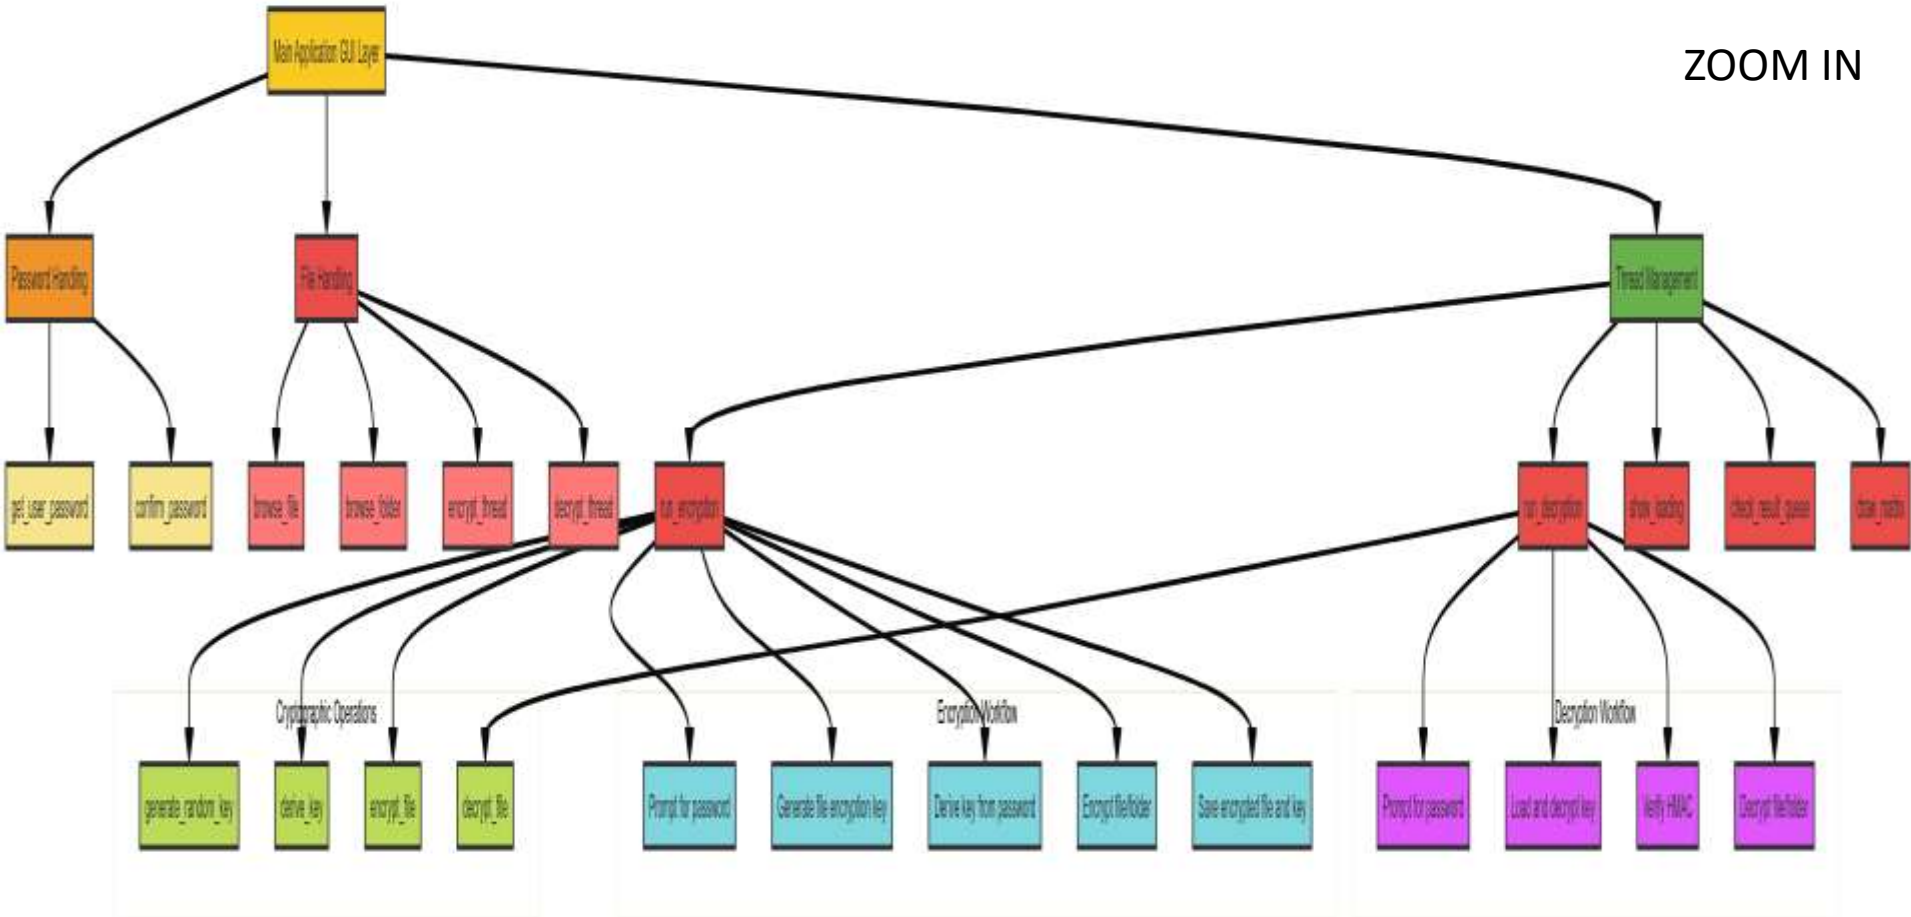 Main Application GUI Layer
ZOOM IN
Password Handling
File Handling
Thread Management
get_user_password
confirm_password
browse_file
browse_folder
encrypt_thread
decrypt_thread
run_encryption
run_decryption
show_loading
check_result_queue
draw_matrix
Cryptographic Operations
Encryption Workflow
Decryption Workflow
generate_random_key
derive_key
encrypt_file
decrypt_file
Prompt for password
Generate file encryption key
Derive key from password
Encrypt file/folder
Save encrypted file and key
Prompt for password
Load and decrypt key
Verify HMAC
Decrypt file/folder